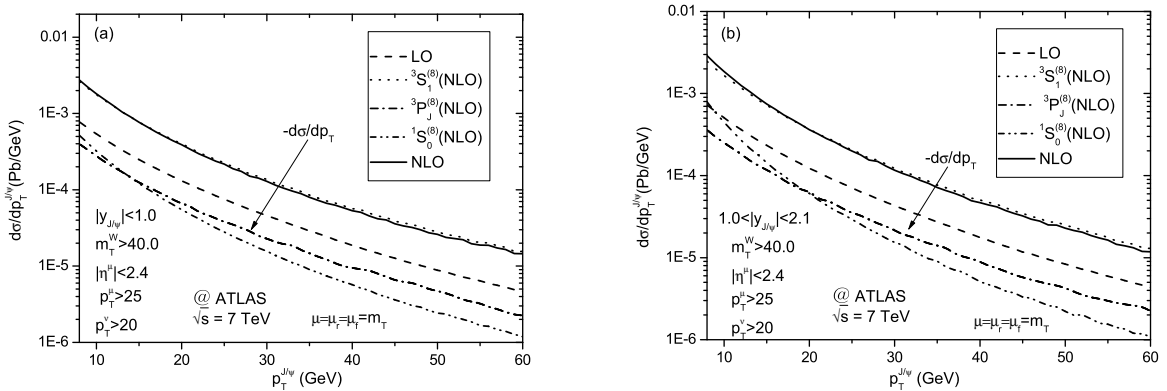 (a)
LO
³S₁⁽⁸⁾(NLO)
³P_J⁽⁸⁾(NLO)
¹S₀⁽⁸⁾(NLO)
NLO
-dσ/dp_T
0.01
1E-3
1E-4
1E-5
1E-6
dσ/dp_T^{J/ψ}(Pb/GeV)
|y_{J/ψ}|<1.0
m_T^W>40.0
|η^μ|<2.4
p_T^μ>25
p_T^ν>20
@ ATLAS
√s = 7 TeV
μ=μ_r=μ_f=m_T
10 20 30 40 50 60
p_T^{J/ψ} (GeV)
(b)
LO
³S₁⁽⁸⁾(NLO)
³P_J⁽⁸⁾(NLO)
¹S₀⁽⁸⁾(NLO)
NLO
-dσ/dp_T
0.01
1E-3
1E-4
1E-5
1E-6
dσ/dp_T^{J/ψ}(Pb/GeV)
1.0<|y_{J/ψ}|<2.1
m_T^W>40.0
|η^μ|<2.4
p_T^μ>25
p_T^ν>20
@ ATLAS
√s = 7 TeV
μ=μ_r=μ_f=m_T
10 20 30 40 50 60
p_T^{J/ψ} (GeV)